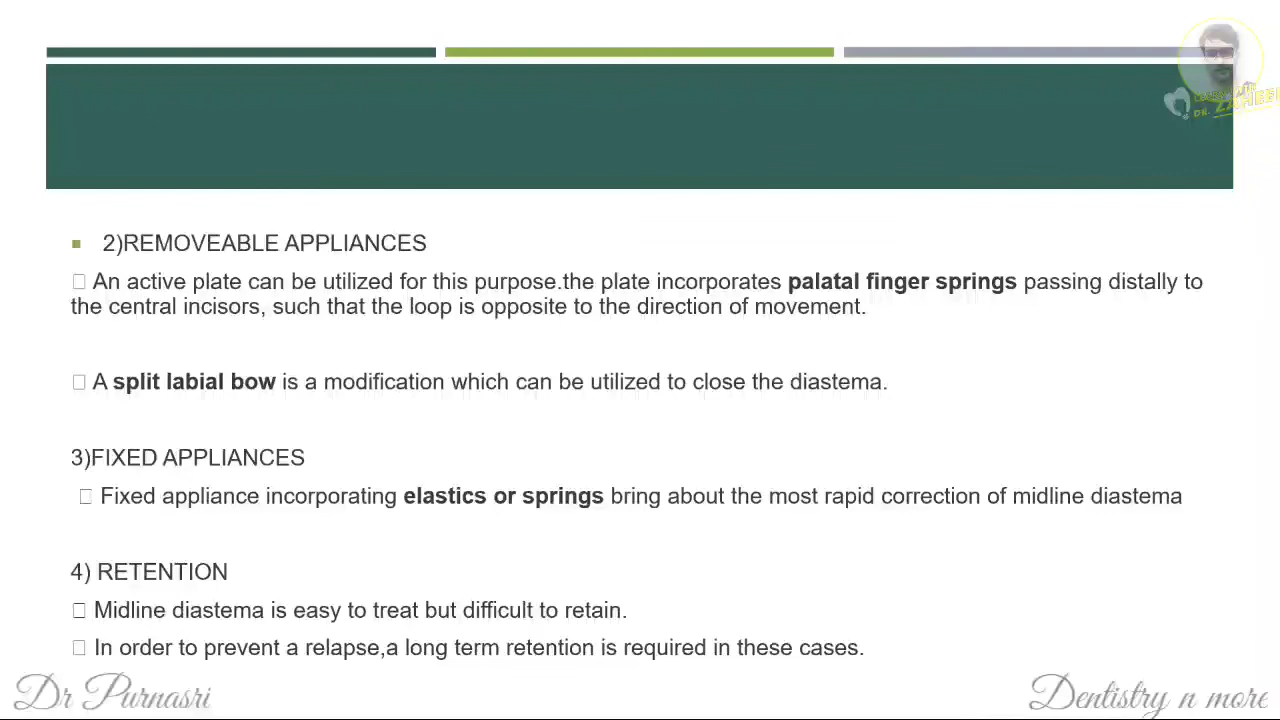 DR. ZAHEE
2)REMOVEABLE APPLIANCES
An active plate can be utilized for this purpose.the plate incorporates palatal finger springs passing distally to
the central incisors, such that the loop is opposite to the direction of movement.
A split labial bow is a modification which can be utilized to close the diastema.
3)FIXED APPLIANCES
Fixed appliance incorporating elastics or springs bring about the most rapid correction of midline diastema
4) RETENTION
Midline diastema is easy to treat but difficult to retain.
In order to prevent a relapse,a long term retention is required in these cases.
Dr Purnasri
Dentistry n more